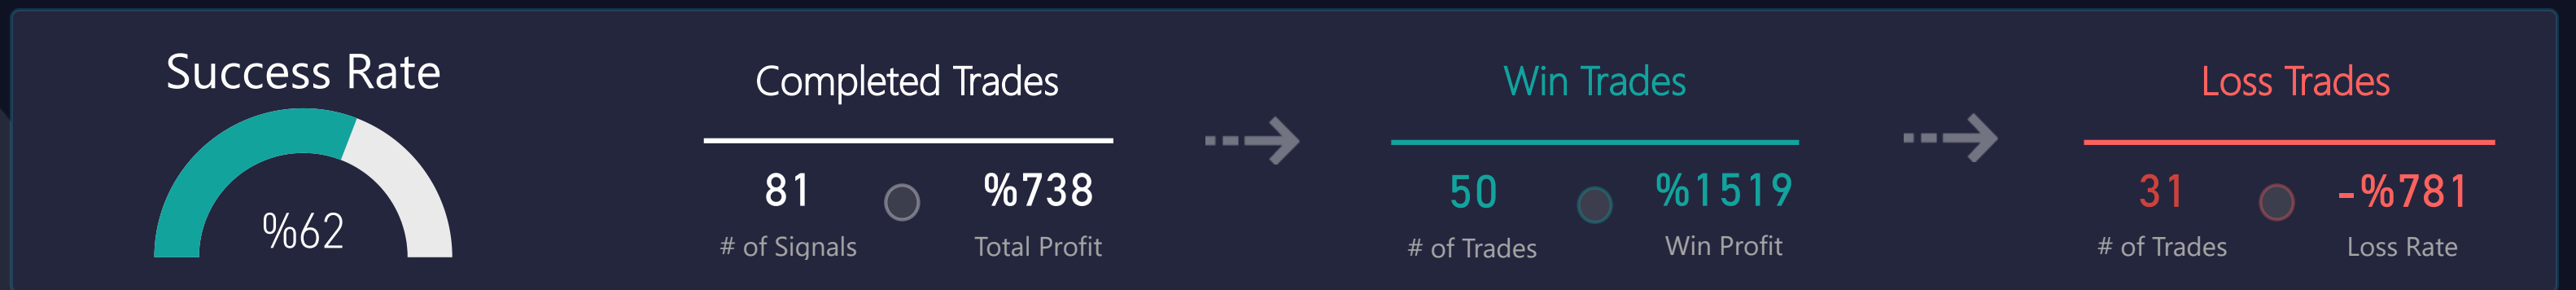 Success Rate
%62
Completed Trades
81
# of Signals
%738
Total Profit
Win Trades
50
# of Trades
%1519
Win Profit
Loss Trades
31
# of Trades
-%781
Loss Rate